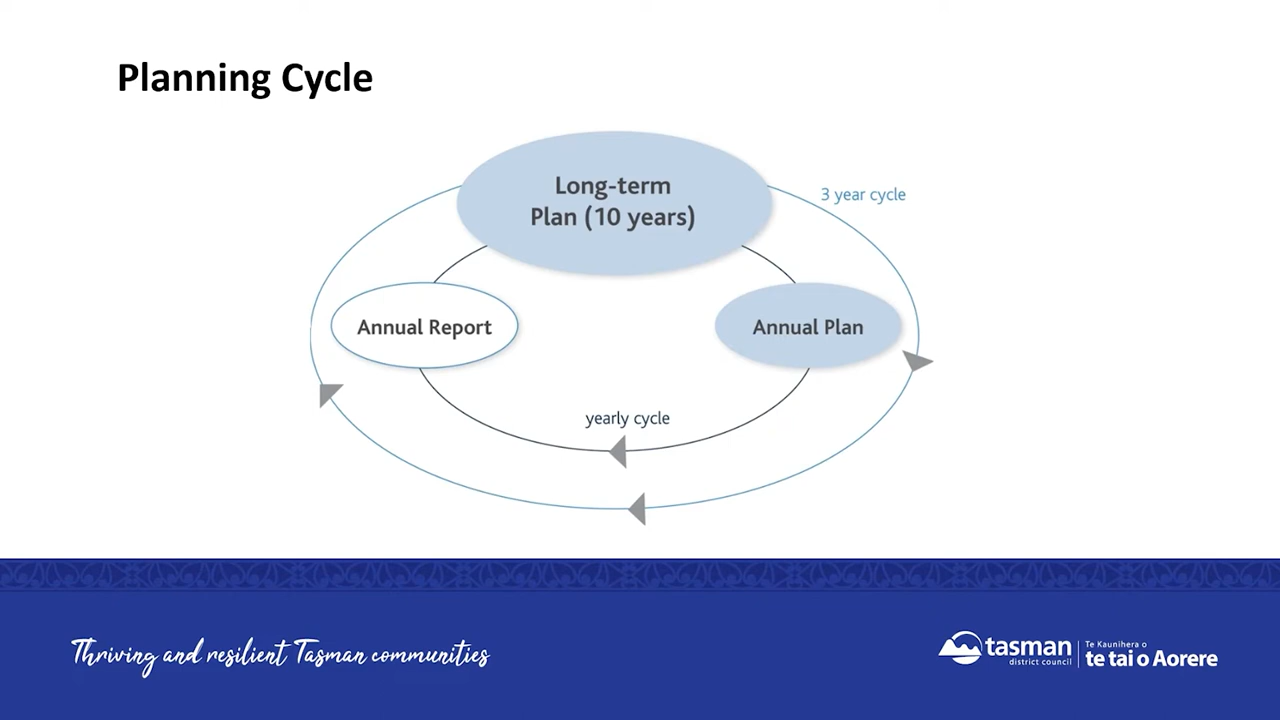 Planning Cycle
Long-term
Plan (10 years)
3 year cycle
Annual Report
Annual Plan
yearly cycle
Thriving and resilient Tasman communities
tasman
district council
Te Kaunihera o
te tai o Aorere